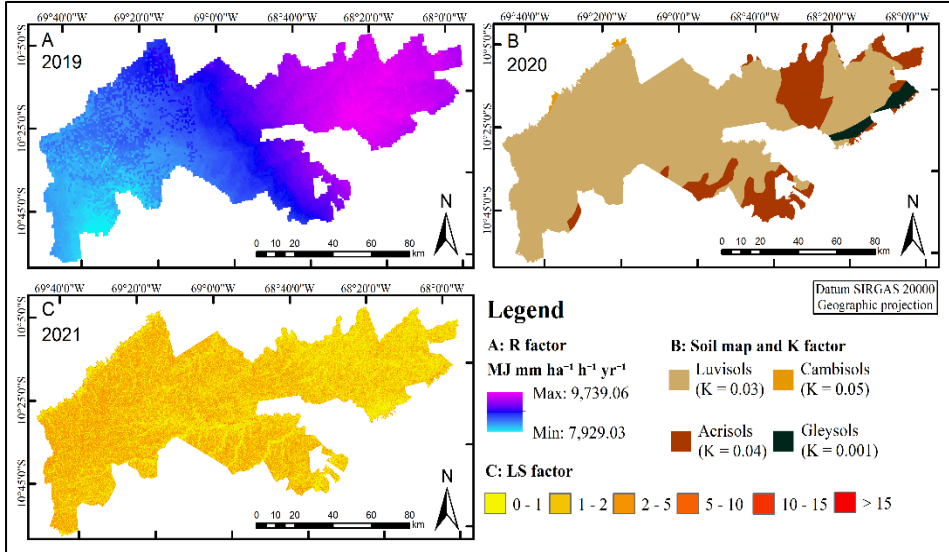 69°40'0"W 69°20'0"W 69°0'0"W 68°40'0"W 68°20'0"W 68°0'0"W
A
2019
10°5'0"S
10°25'0"S
10°45'0"S
N
0 10 20 40 60 80
km
69°40'0"W 69°20'0"W 69°0'0"W 68°40'0"W 68°20'0"W 68°0'0"W
B
2020
10°5'0"S
10°25'0"S
10°45'0"S
N
0 10 20 40 60 80
km
69°40'0"W 69°20'0"W 69°0'0"W 68°40'0"W 68°20'0"W 68°0'0"W
C
2021
10°5'0"S
10°25'0"S
10°45'0"S
N
0 10 20 40 60 80
km
Datum SIRGAS 20000
Geographic projection
Legend
A: R factor
MJ mm ha⁻¹ h⁻¹ yr⁻¹
Max: 9,739.06
Min: 7,929.03
B: Soil map and K factor
Luvisols
(K = 0.03)
Cambisols
(K = 0.05)
Acrisols
(K = 0.04)
Gleysols
(K = 0.001)
C: LS factor
0 - 1 1 - 2 2 - 5 5 - 10 10 - 15 > 15